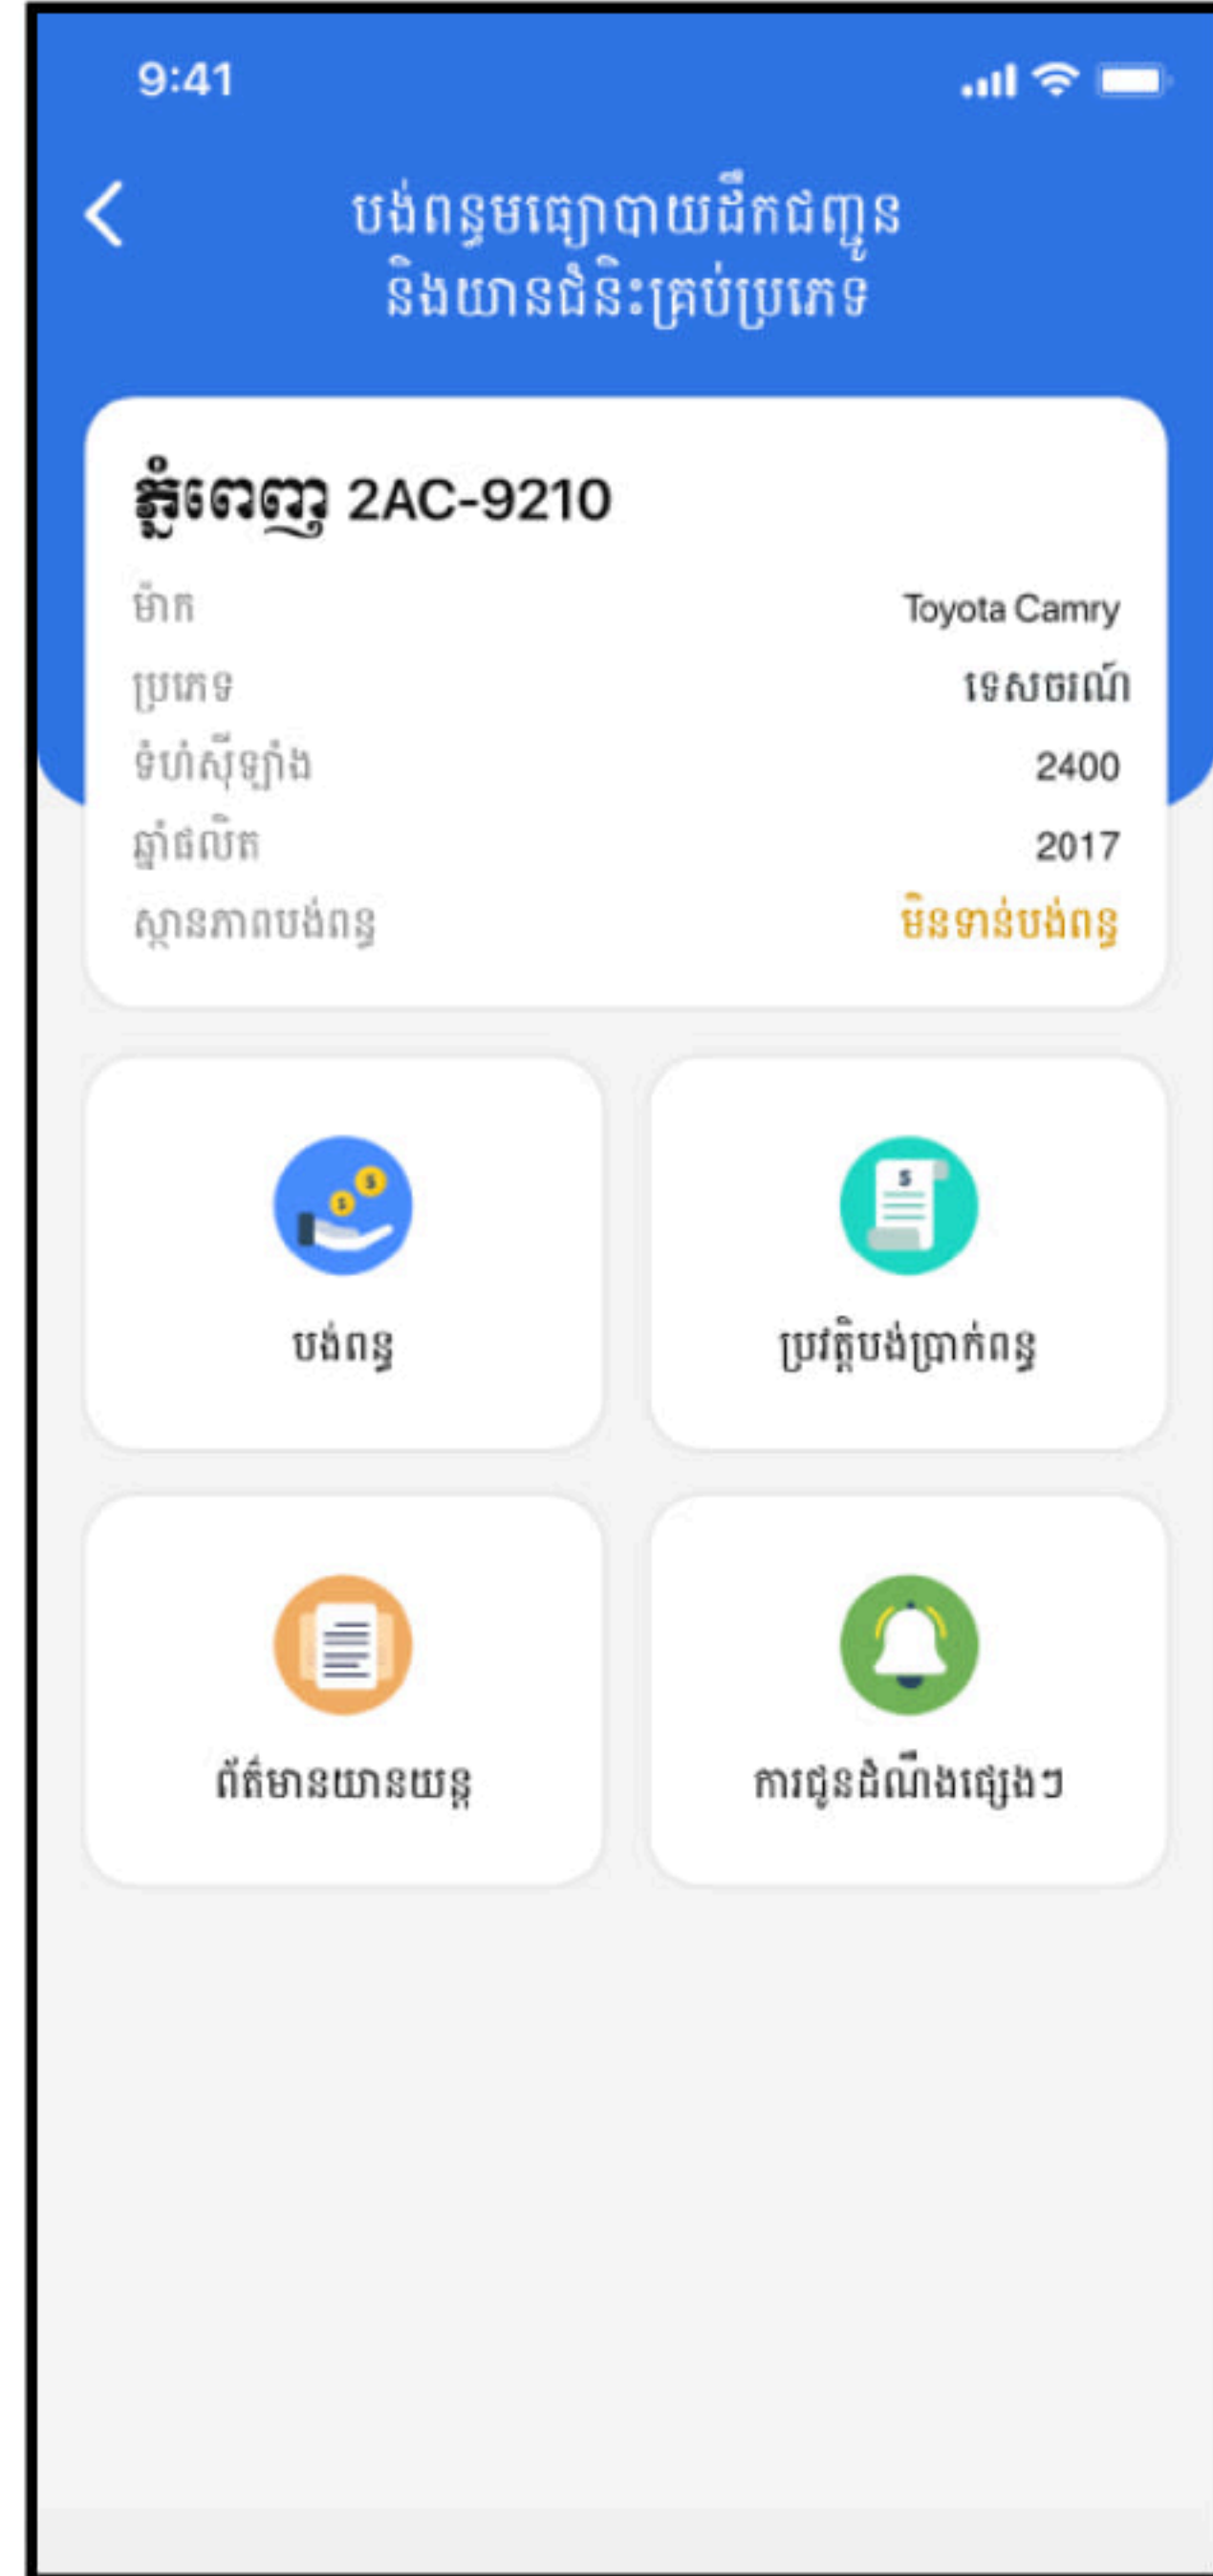 9:41
បង់ពន្ធមធ្យោបាយដឹកជញ្ជូន
និងយានជំនិះគ្រប់ប្រភេទ
ភ្នំពេញ 2AC-9210
ម៉ាក Toyota Camry
ប្រភេទ ទេសចរណ៍
ទំហំស៊ីឡាំង 2400
ឆ្នាំផលិត 2017
ស្ថានភាពបង់ពន្ធ មិនទាន់បង់ពន្ធ
បង់ពន្ធ
ប្រវត្តិបង់ប្រាក់ពន្ធ
ព័ត៌មានយានយន្ត
ការជូនដំណឹងផ្សេងៗ